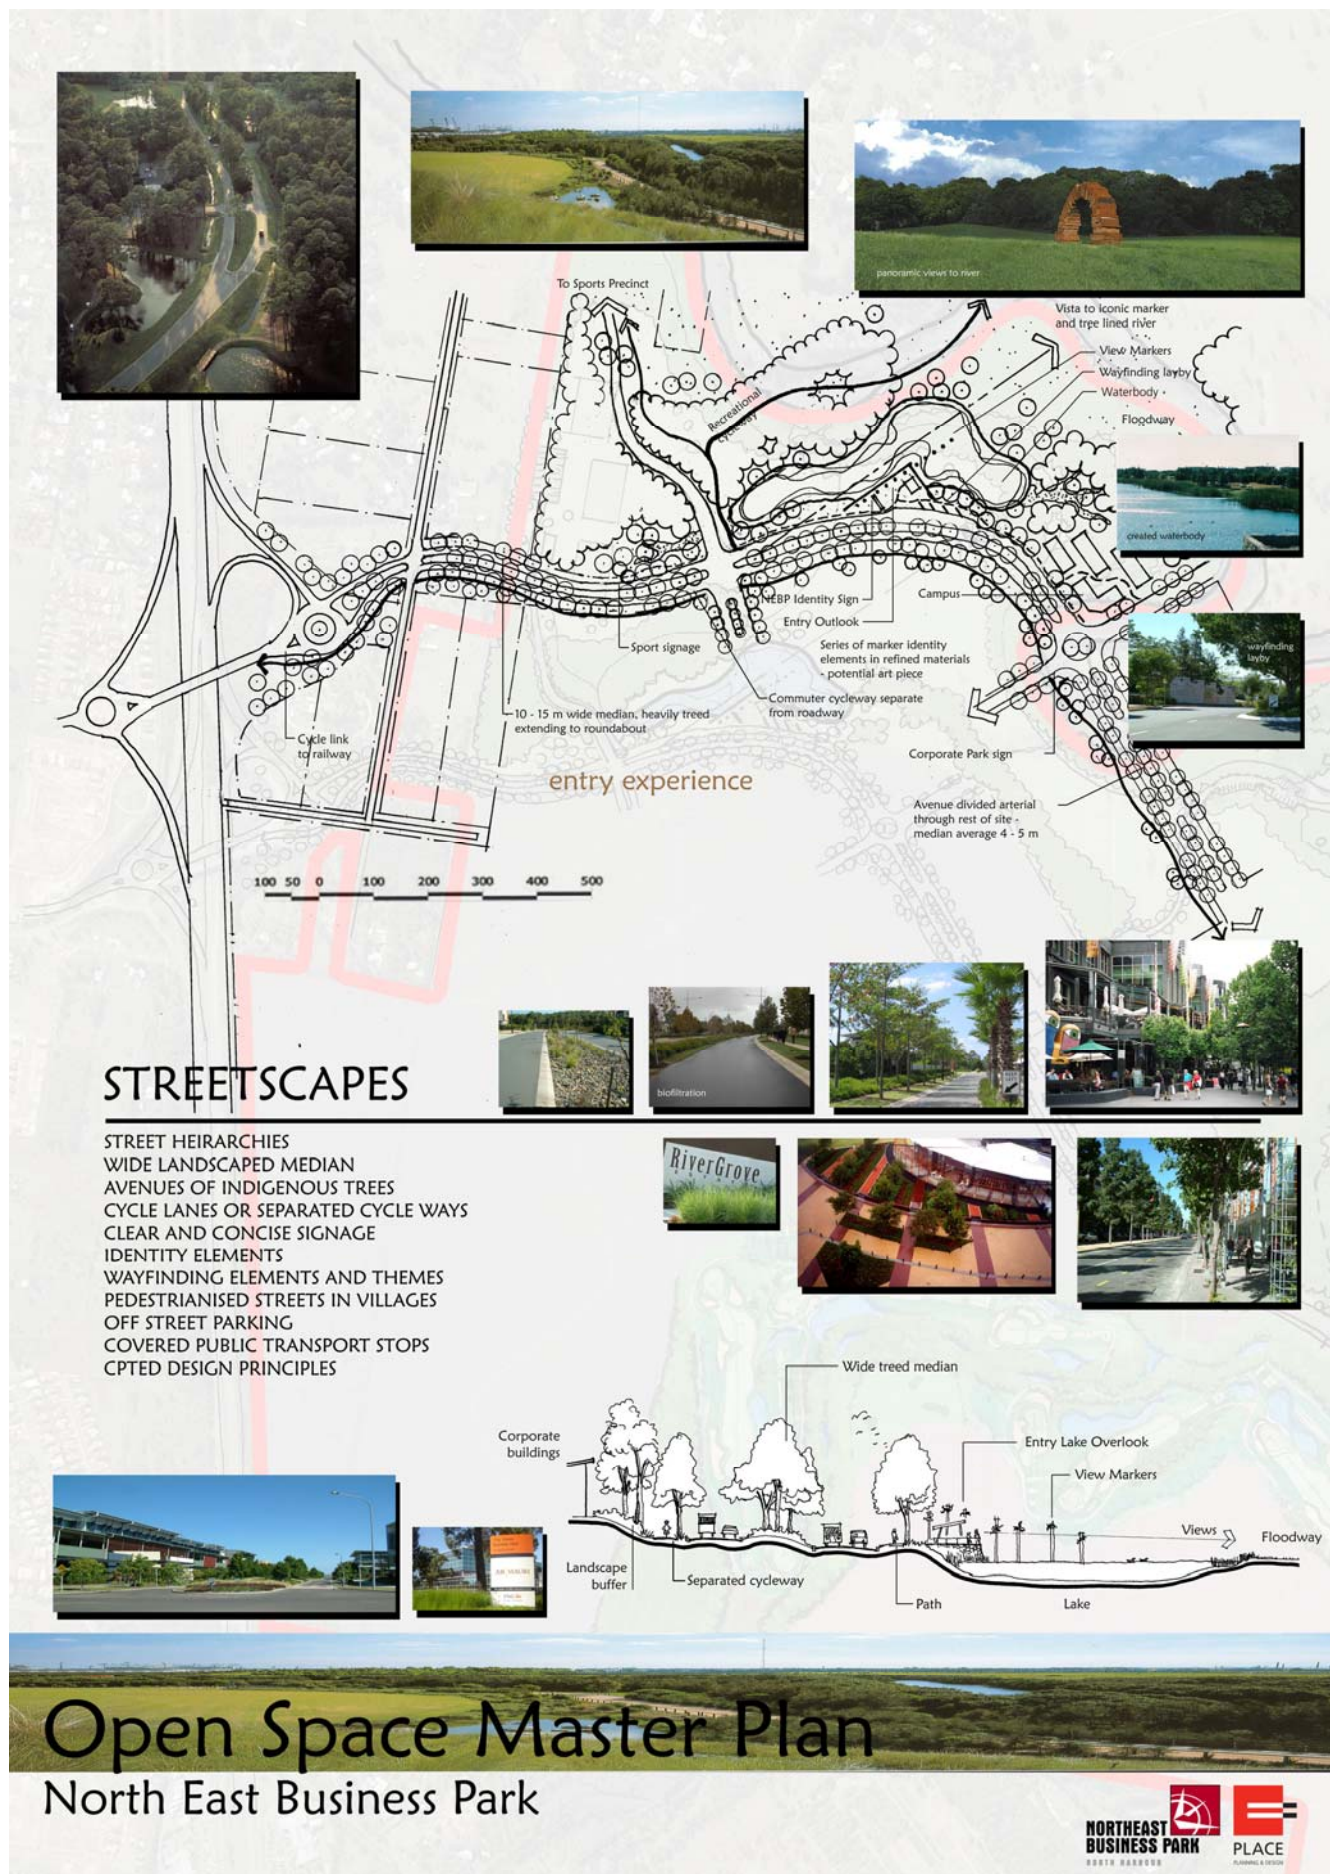 panoramic views to river
To Sports Precinct
Vista to iconic marker
and tree lined river
View Markers
Wayfinding layby
Waterbody
Floodway
Recreational
cycleway
created waterbody
NEBP Identity Sign
Campus
Entry Outlook
Sport signage
Series of marker identity
elements in refined materials
- potential art piece
wayfinding
layby
Commuter cycleway separate
from roadway
10 - 15 m wide median, heavily treed
extending to roundabout
Cycle link
to railway
Corporate Park sign
entry experience
Avenue divided arterial
through rest of site -
median average 4 - 5 m
100 50 0 100 200 300 400 500
biofiltration
STREETSCAPES
STREET HEIRARCHIES
WIDE LANDSCAPED MEDIAN
AVENUES OF INDIGENOUS TREES
CYCLE LANES OR SEPARATED CYCLE WAYS
CLEAR AND CONCISE SIGNAGE
IDENTITY ELEMENTS
WAYFINDING ELEMENTS AND THEMES
PEDESTRIANISED STREETS IN VILLAGES
OFF STREET PARKING
COVERED PUBLIC TRANSPORT STOPS
CPTED DESIGN PRINCIPLES
RiverGrove
Wide treed median
Corporate
buildings
Entry Lake Overlook
View Markers
Views
Floodway
Landscape
buffer
Separated cycleway
Path
Lake
Open Space Master Plan
North East Business Park
NORTHEAST
BUSINESS PARK
NORTH HARBOUR
PLACE
PLANNING & DESIGN